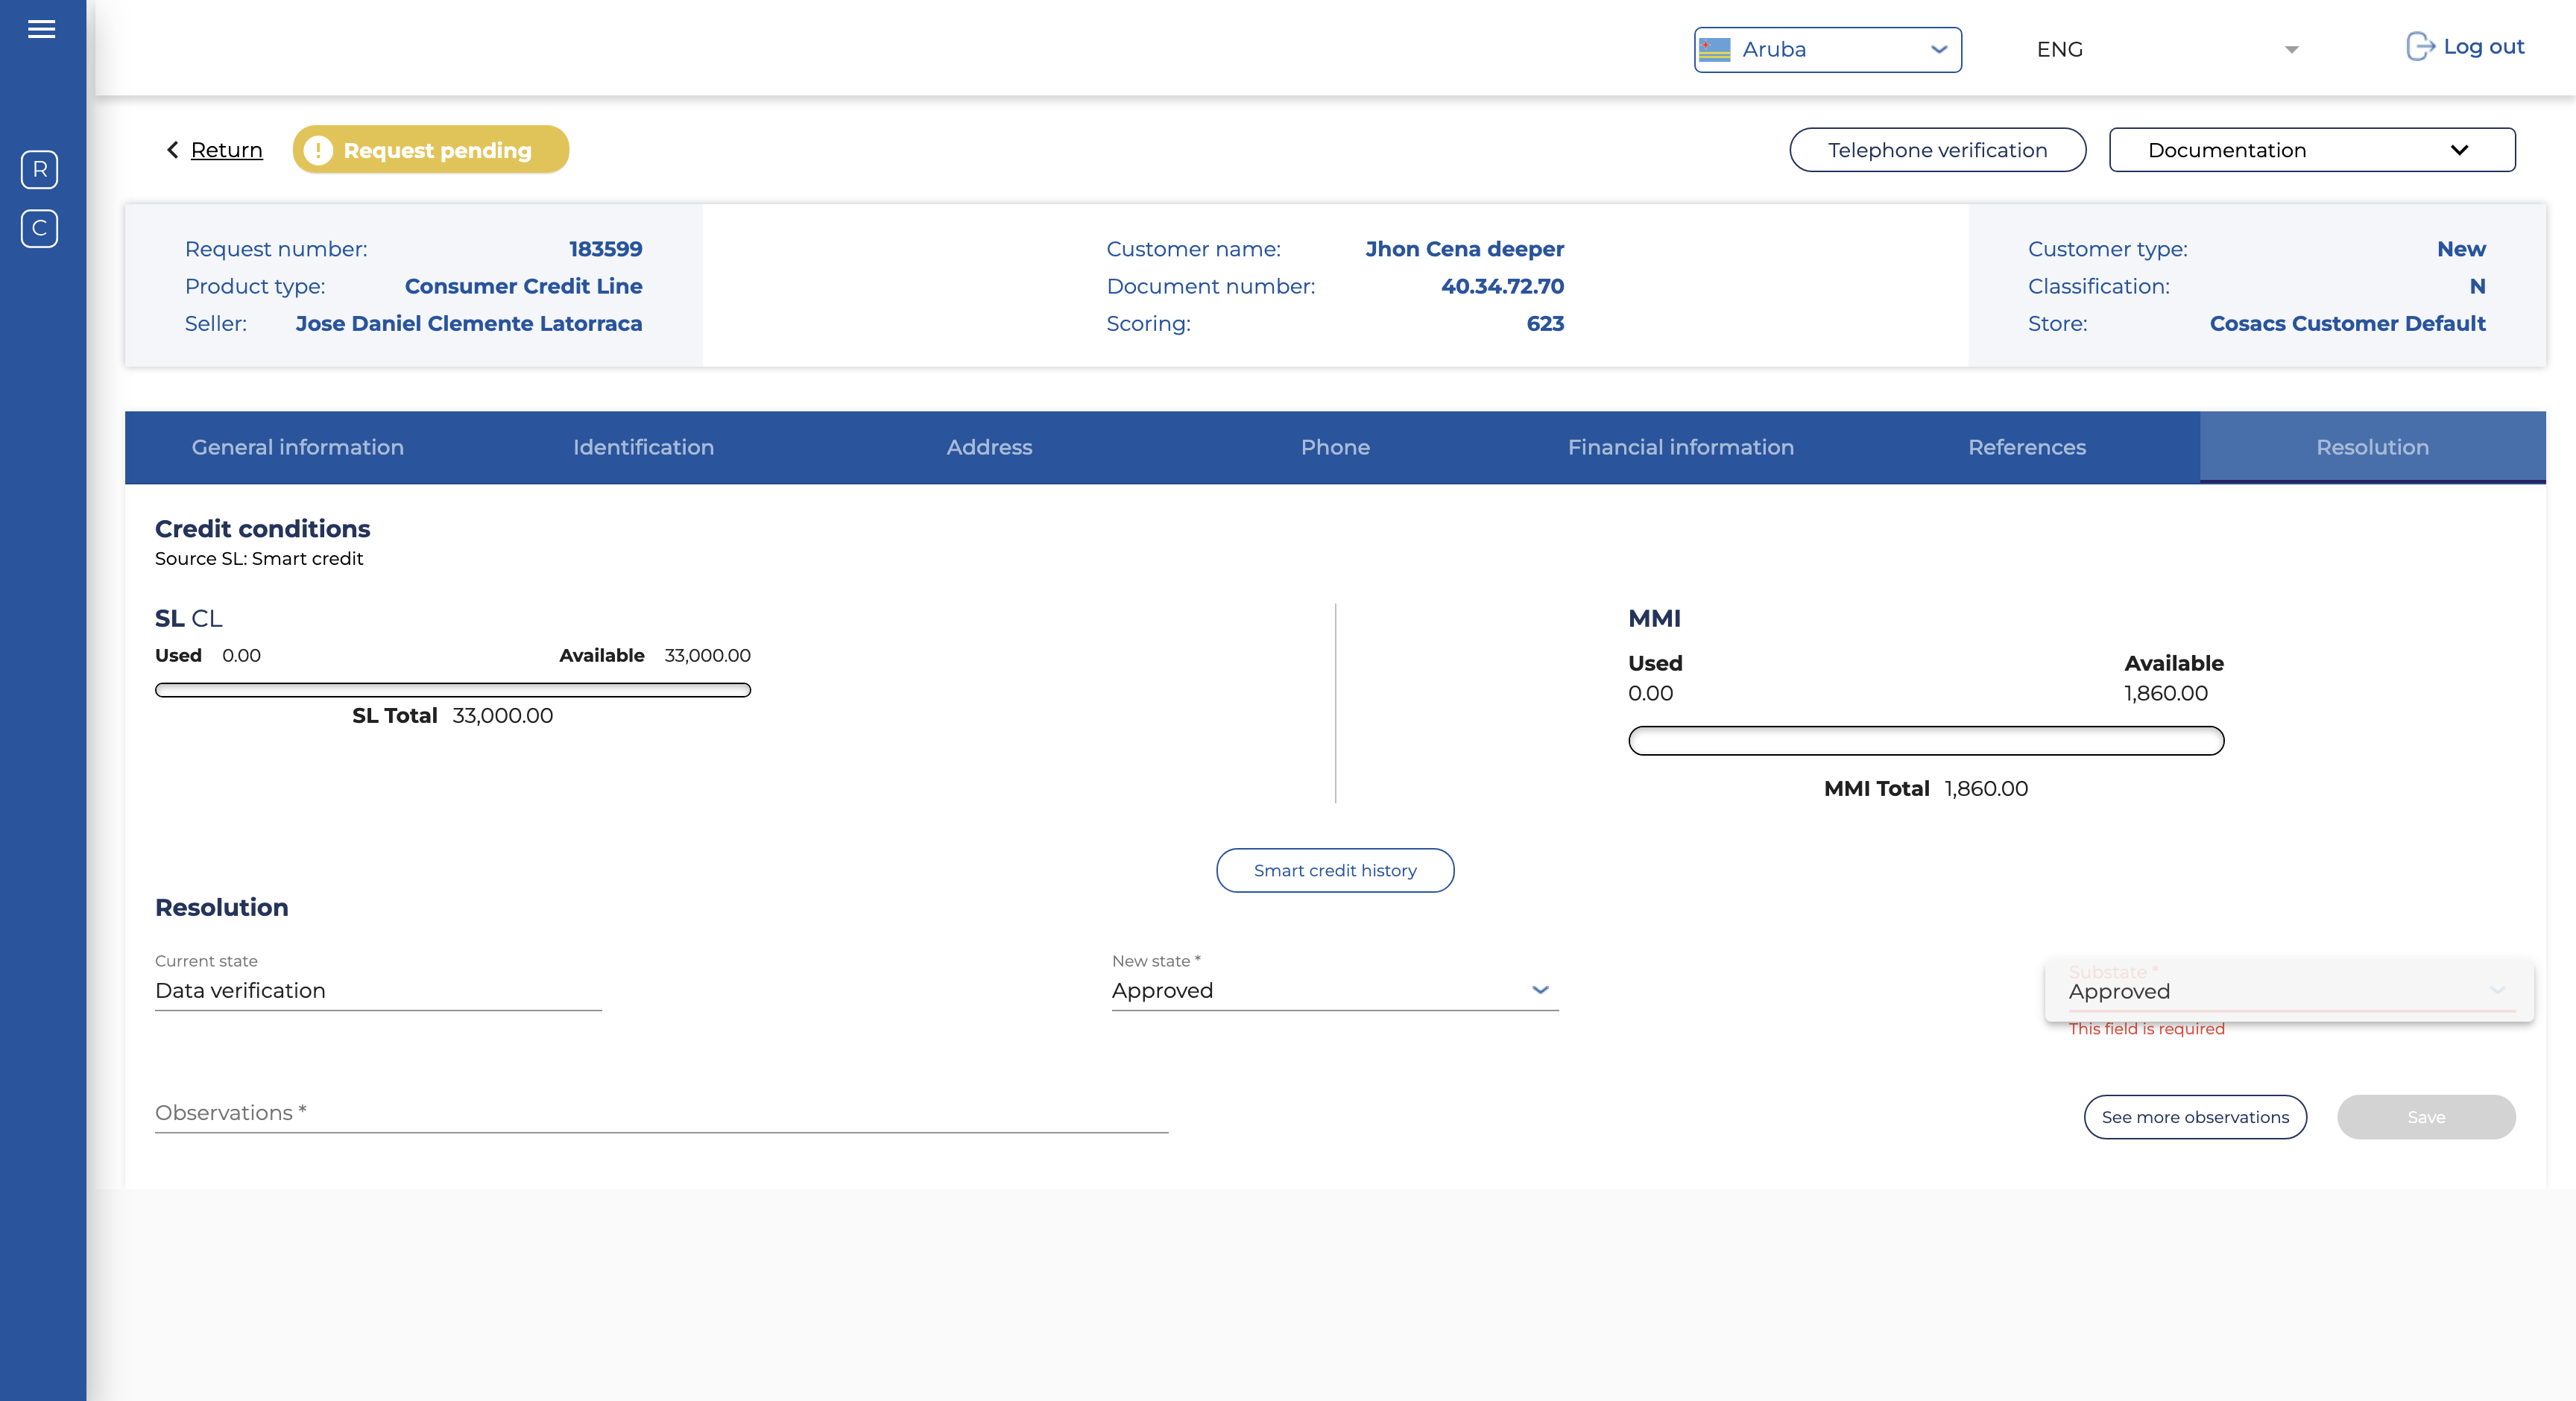 Aruba
ENG
Log out
R
C
Return
Request pending
Telephone verification
Documentation
Request number: 183599
Product type: Consumer Credit Line
Seller: Jose Daniel Clemente Latorraca
Customer name: Jhon Cena deeper
Document number: 40.34.72.70
Scoring: 623
Customer type: New
Classification: N
Store: Cosacs Customer Default
General information
Identification
Address
Phone
Financial information
References
Resolution
Credit conditions
Source SL: Smart credit
SL CL
Used 0.00 Available 33,000.00
SL Total 33,000.00
MMI
Used Available
0.00 1,860.00
MMI Total 1,860.00
Smart credit history
Resolution
Current state
Data verification
New state *
Approved
Substate *
Approved
This field is required
Observations *
See more observations
Save